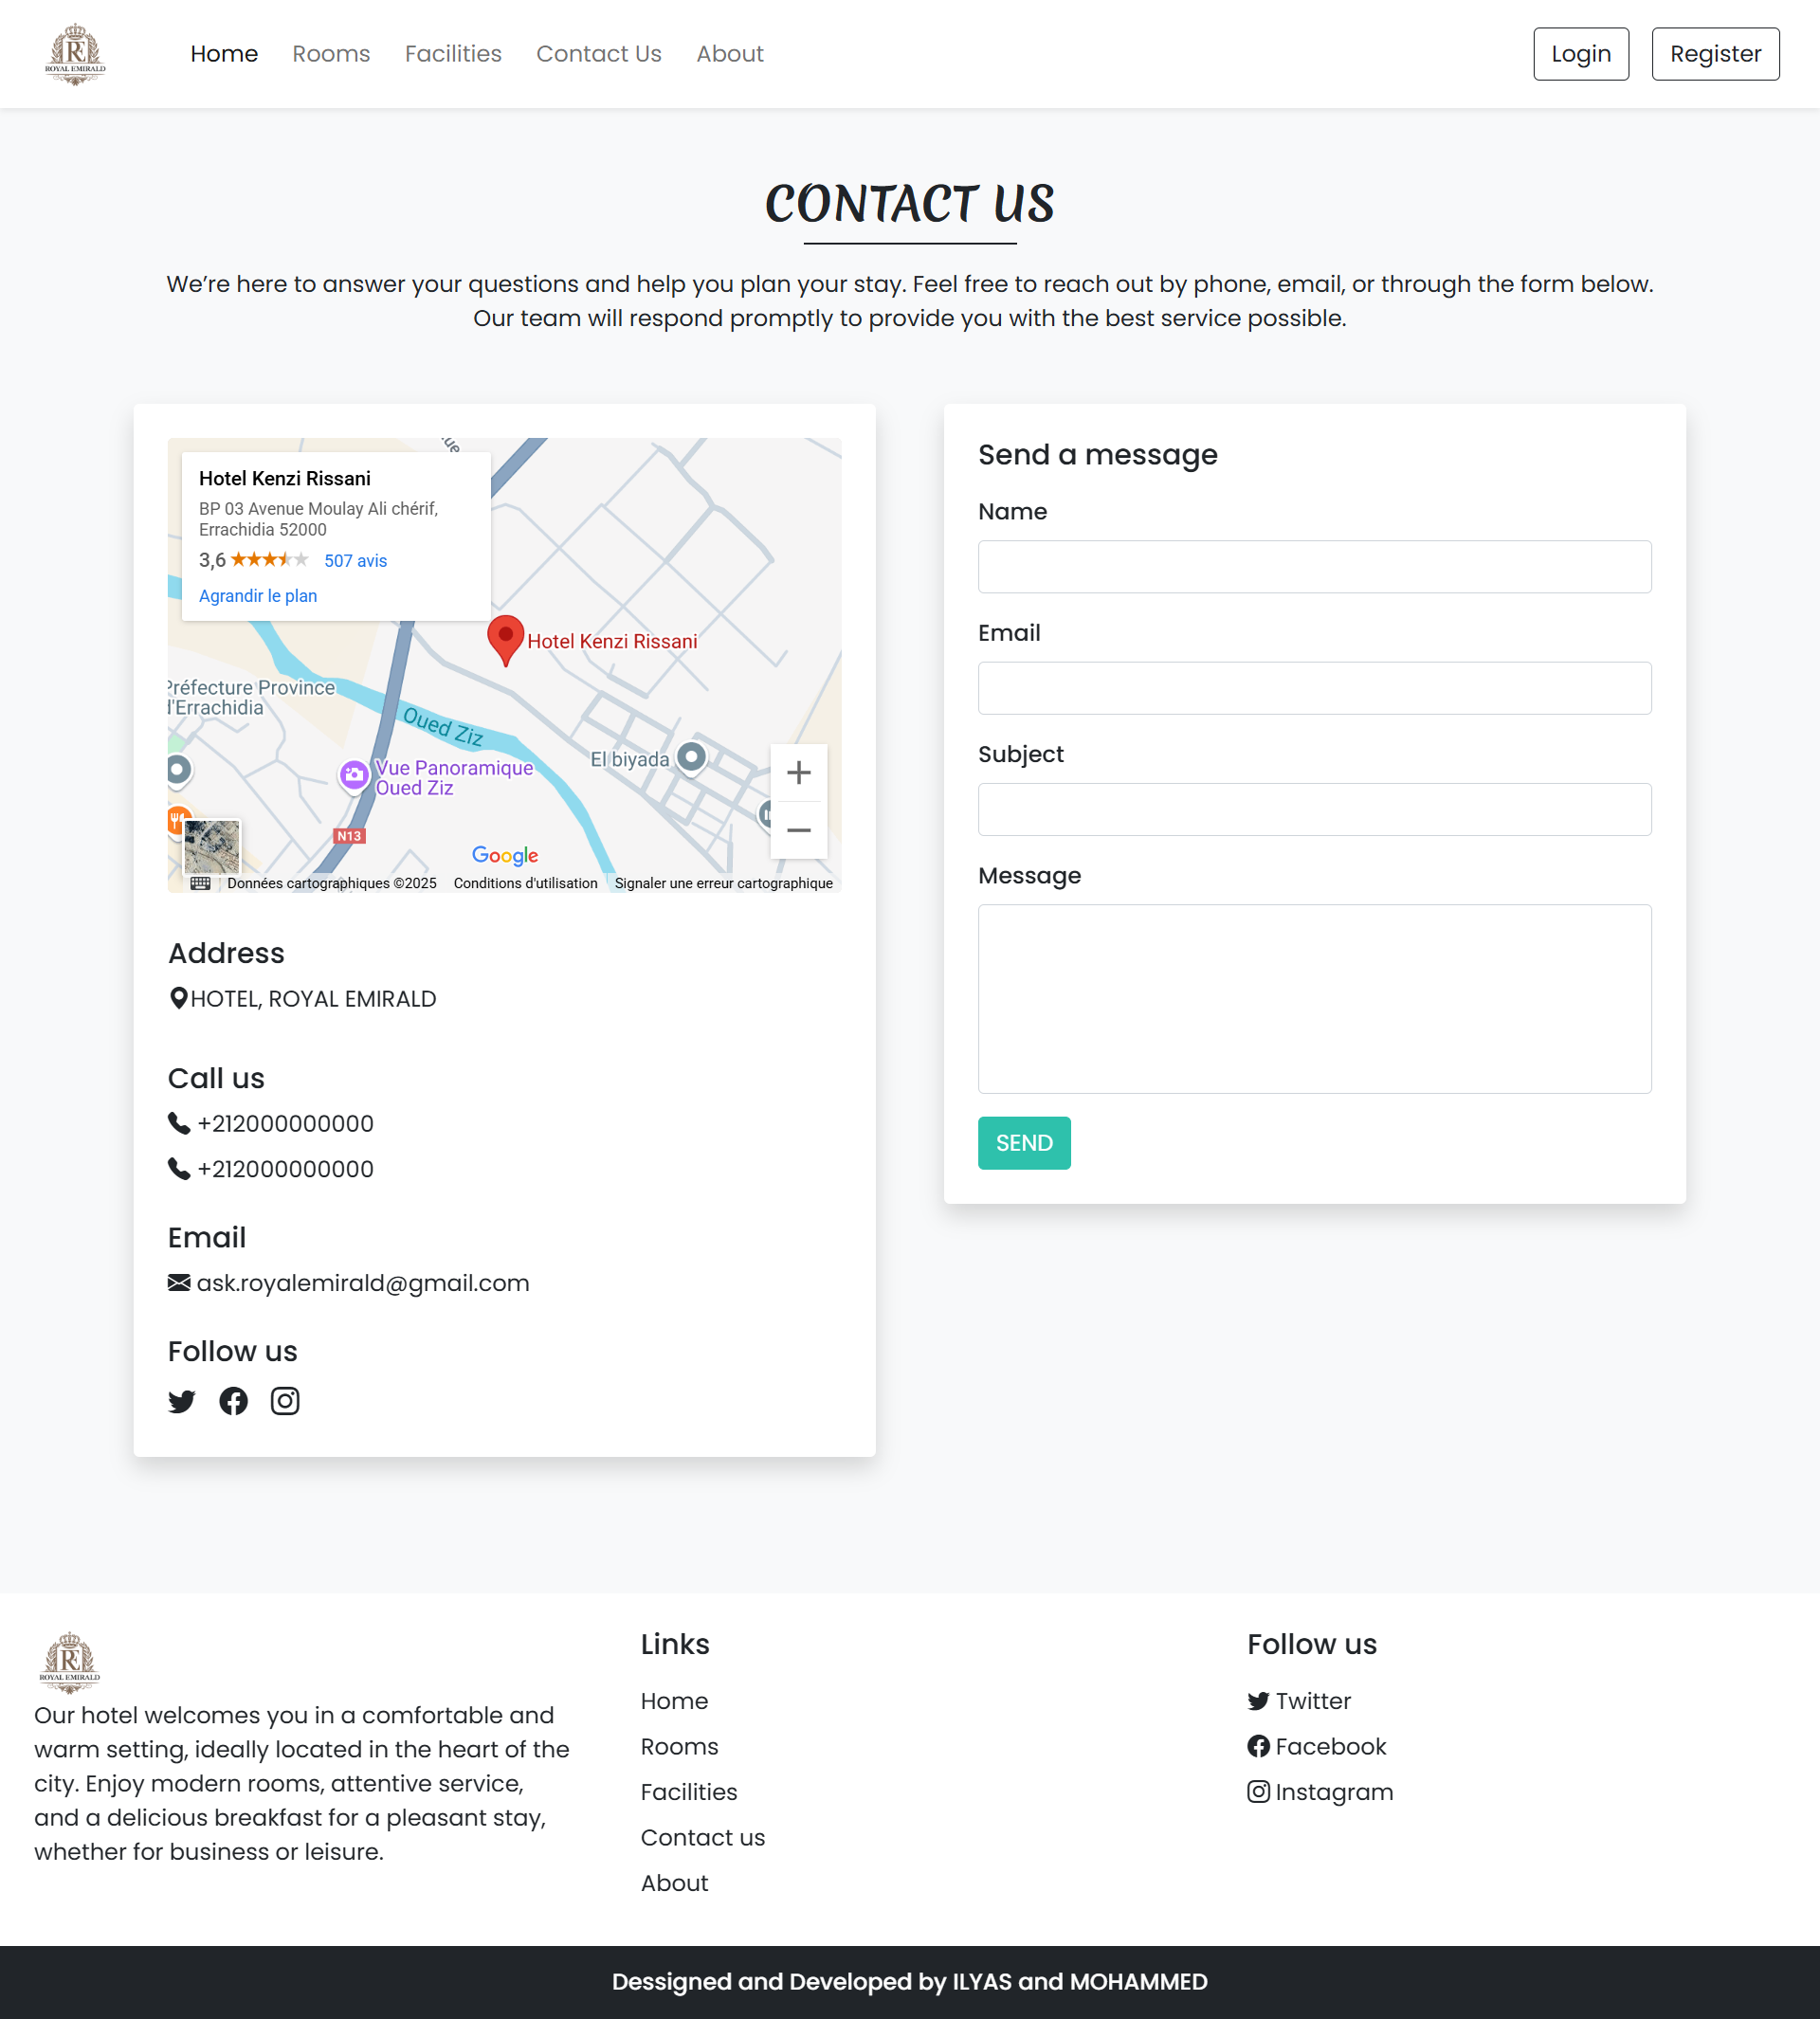 RE
ROYAL EMIRALD
Home
Rooms
Facilities
Contact Us
About
Login
Register
CONTACT US
We’re here to answer your questions and help you plan your stay. Feel free to reach out by phone, email, or through the form below.
Our team will respond promptly to provide you with the best service possible.
Hotel Kenzi Rissani
BP 03 Avenue Moulay Ali chérif,
Errachidia 52000
3,6 507 avis
Agrandir le plan
Hotel Kenzi Rissani
Préfecture Province
d'Errachidia
Oued Ziz
El biyada
Vue Panoramique
Oued Ziz
N13
Google
Données cartographiques ©2025 Conditions d'utilisation Signaler une erreur cartographique
Address
HOTEL, ROYAL EMIRALD
Call us
+212000000000
+212000000000
Email
ask.royalemirald@gmail.com
Follow us
Send a message
Name
Email
Subject
Message
SEND
RE
ROYAL EMIRALD
Our hotel welcomes you in a comfortable and
warm setting, ideally located in the heart of the
city. Enjoy modern rooms, attentive service,
and a delicious breakfast for a pleasant stay,
whether for business or leisure.
Links
Home
Rooms
Facilities
Contact us
About
Follow us
Twitter
Facebook
Instagram
Dessigned and Developed by ILYAS and MOHAMMED